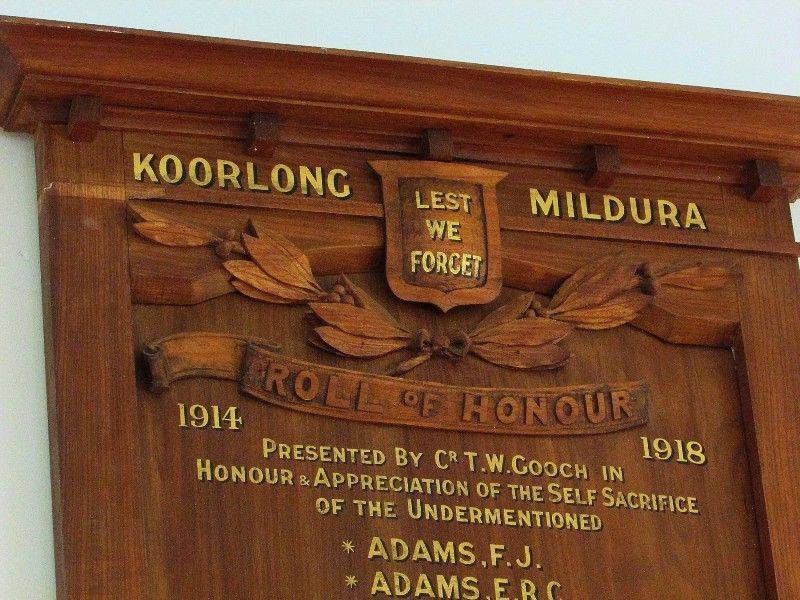 KOORLONG
MILDURA
LEST
WE
FORGET
ROLL OF HONOUR
1914
1918
PRESENTED BY CR T.W. GOOCH IN
HONOUR & APPRECIATION OF THE SELF SACRIFICE
OF THE UNDERMENTIONED
* ADAMS, F.J.
* ADAMS, E.R.C